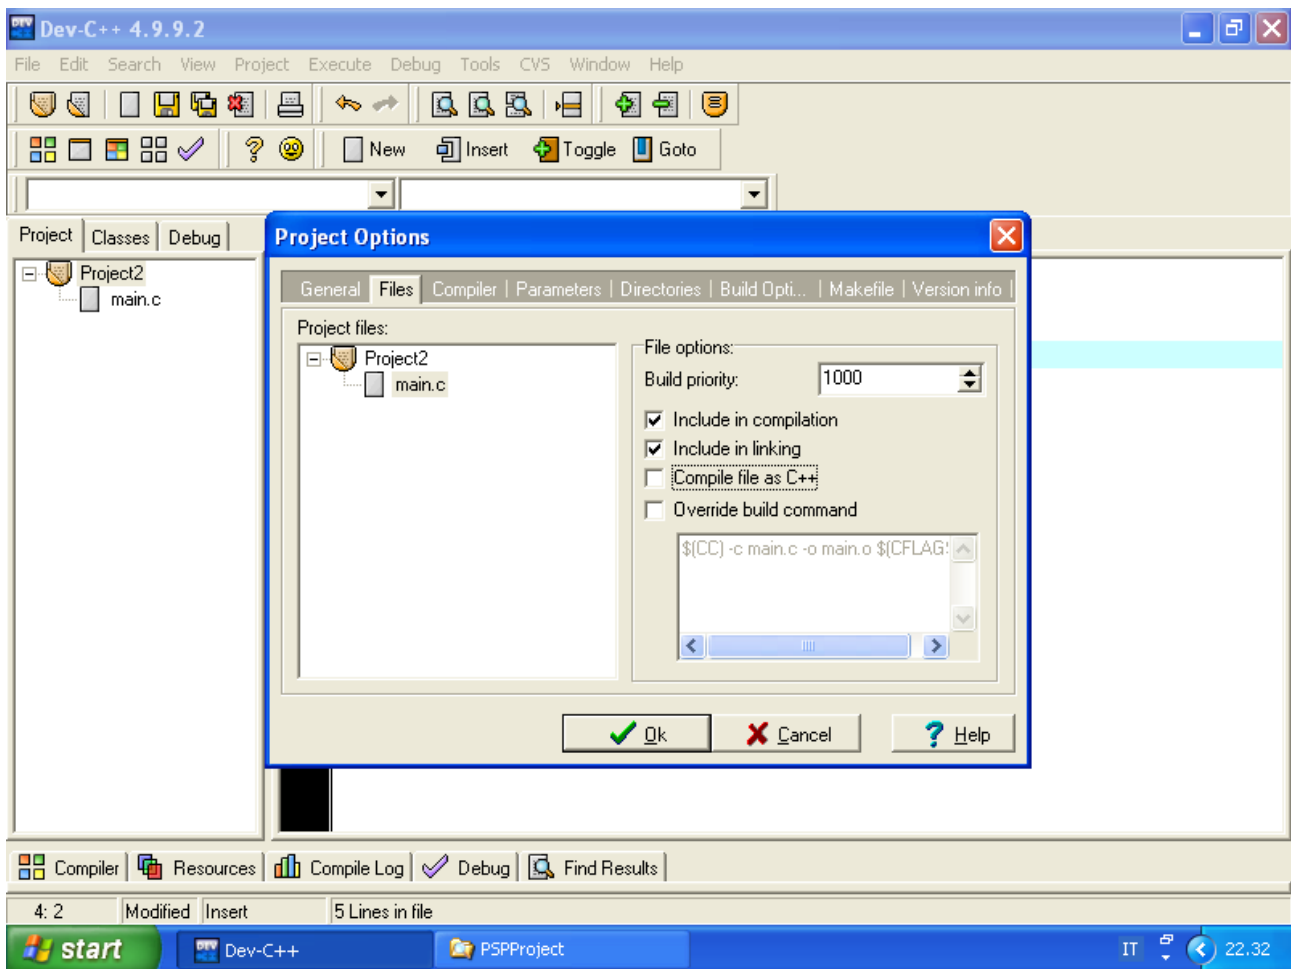 DEV Dev-C++ 4.9.9.2
File Edit Search View Project Execute Debug Tools CVS Window Help
New Insert Toggle Goto
Project Classes Debug
Project2
main.c
Project Options
General Files Compiler | Parameters | Directories | Build Opti... | Makefile | Version info |
Project files:
Project2
main.c
File options:
Build priority: 1000
Include in compilation
Include in linking
Compile file as C++
Override build command
$(CC) -c main.c -o main.o $(CFLAGS
Ok Cancel Help
Compiler Resources Compile Log Debug Find Results
4: 2 Modified Insert 5 Lines in file
start DEV Dev-C++ PSPProject IT 22.32